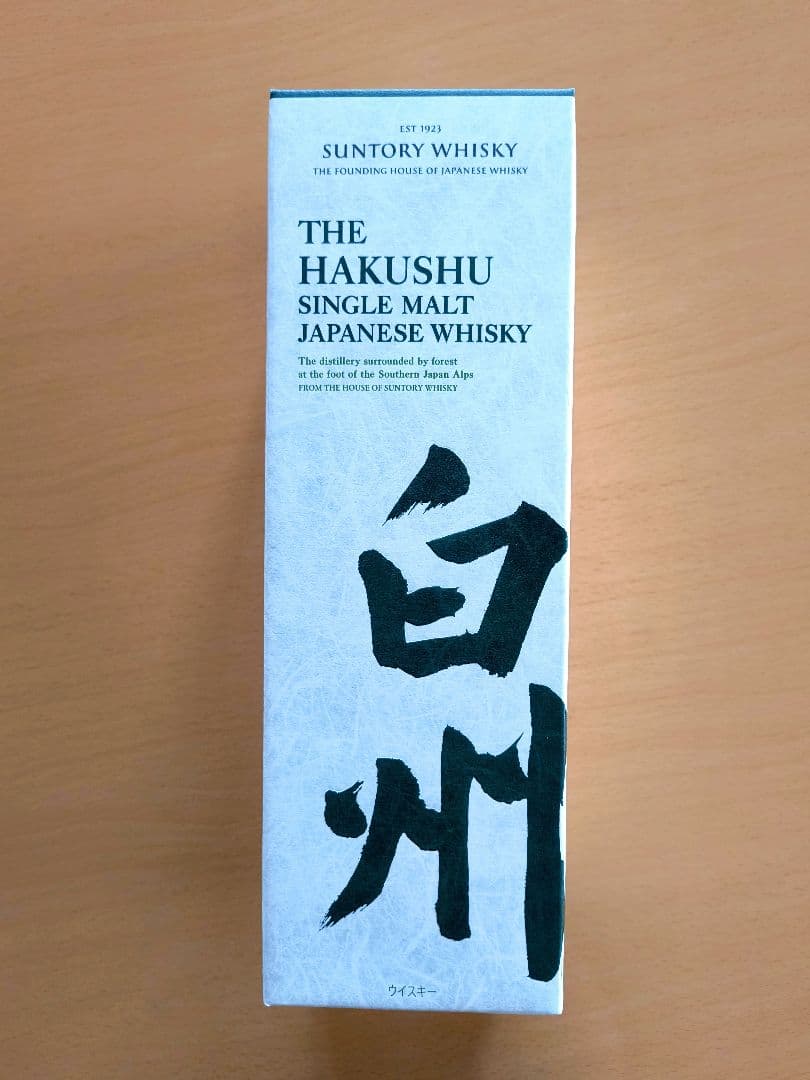 EST 1923
SUNTORY WHISKY
THE FOUNDING HOUSE OF JAPANESE WHISKY
THE
HAKUSHU
SINGLE MALT
JAPANESE WHISKY
The distillery surrounded by forest
at the foot of the Southern Japan Alps
FROM THE HOUSE OF SUNTORY WHISKY
白州
ウイスキー